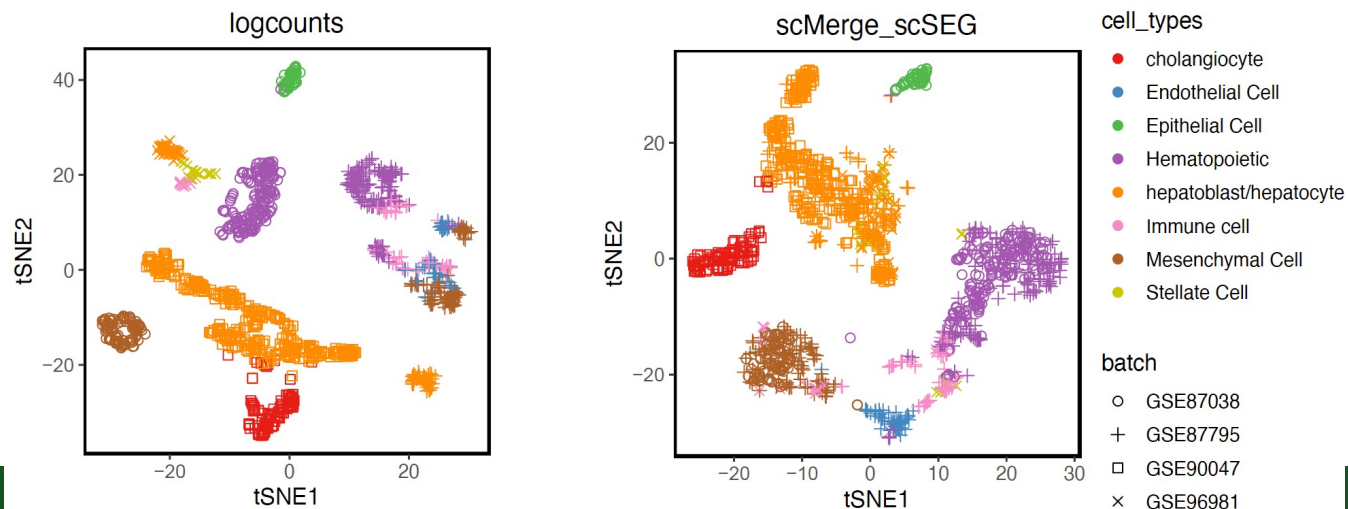 logcounts
40
20
0
−20
tSNE2
−20
0
20
tSNE1
scMerge_scSEG
20
0
−20
tSNE2
−20
−10
0
10
20
30
tSNE1
cell_types
cholangiocyte
Endothelial Cell
Epithelial Cell
Hematopoietic
hepatoblast/hepatocyte
Immune cell
Mesenchymal Cell
Stellate Cell
batch
GSE87038
GSE87795
GSE90047
GSE96981